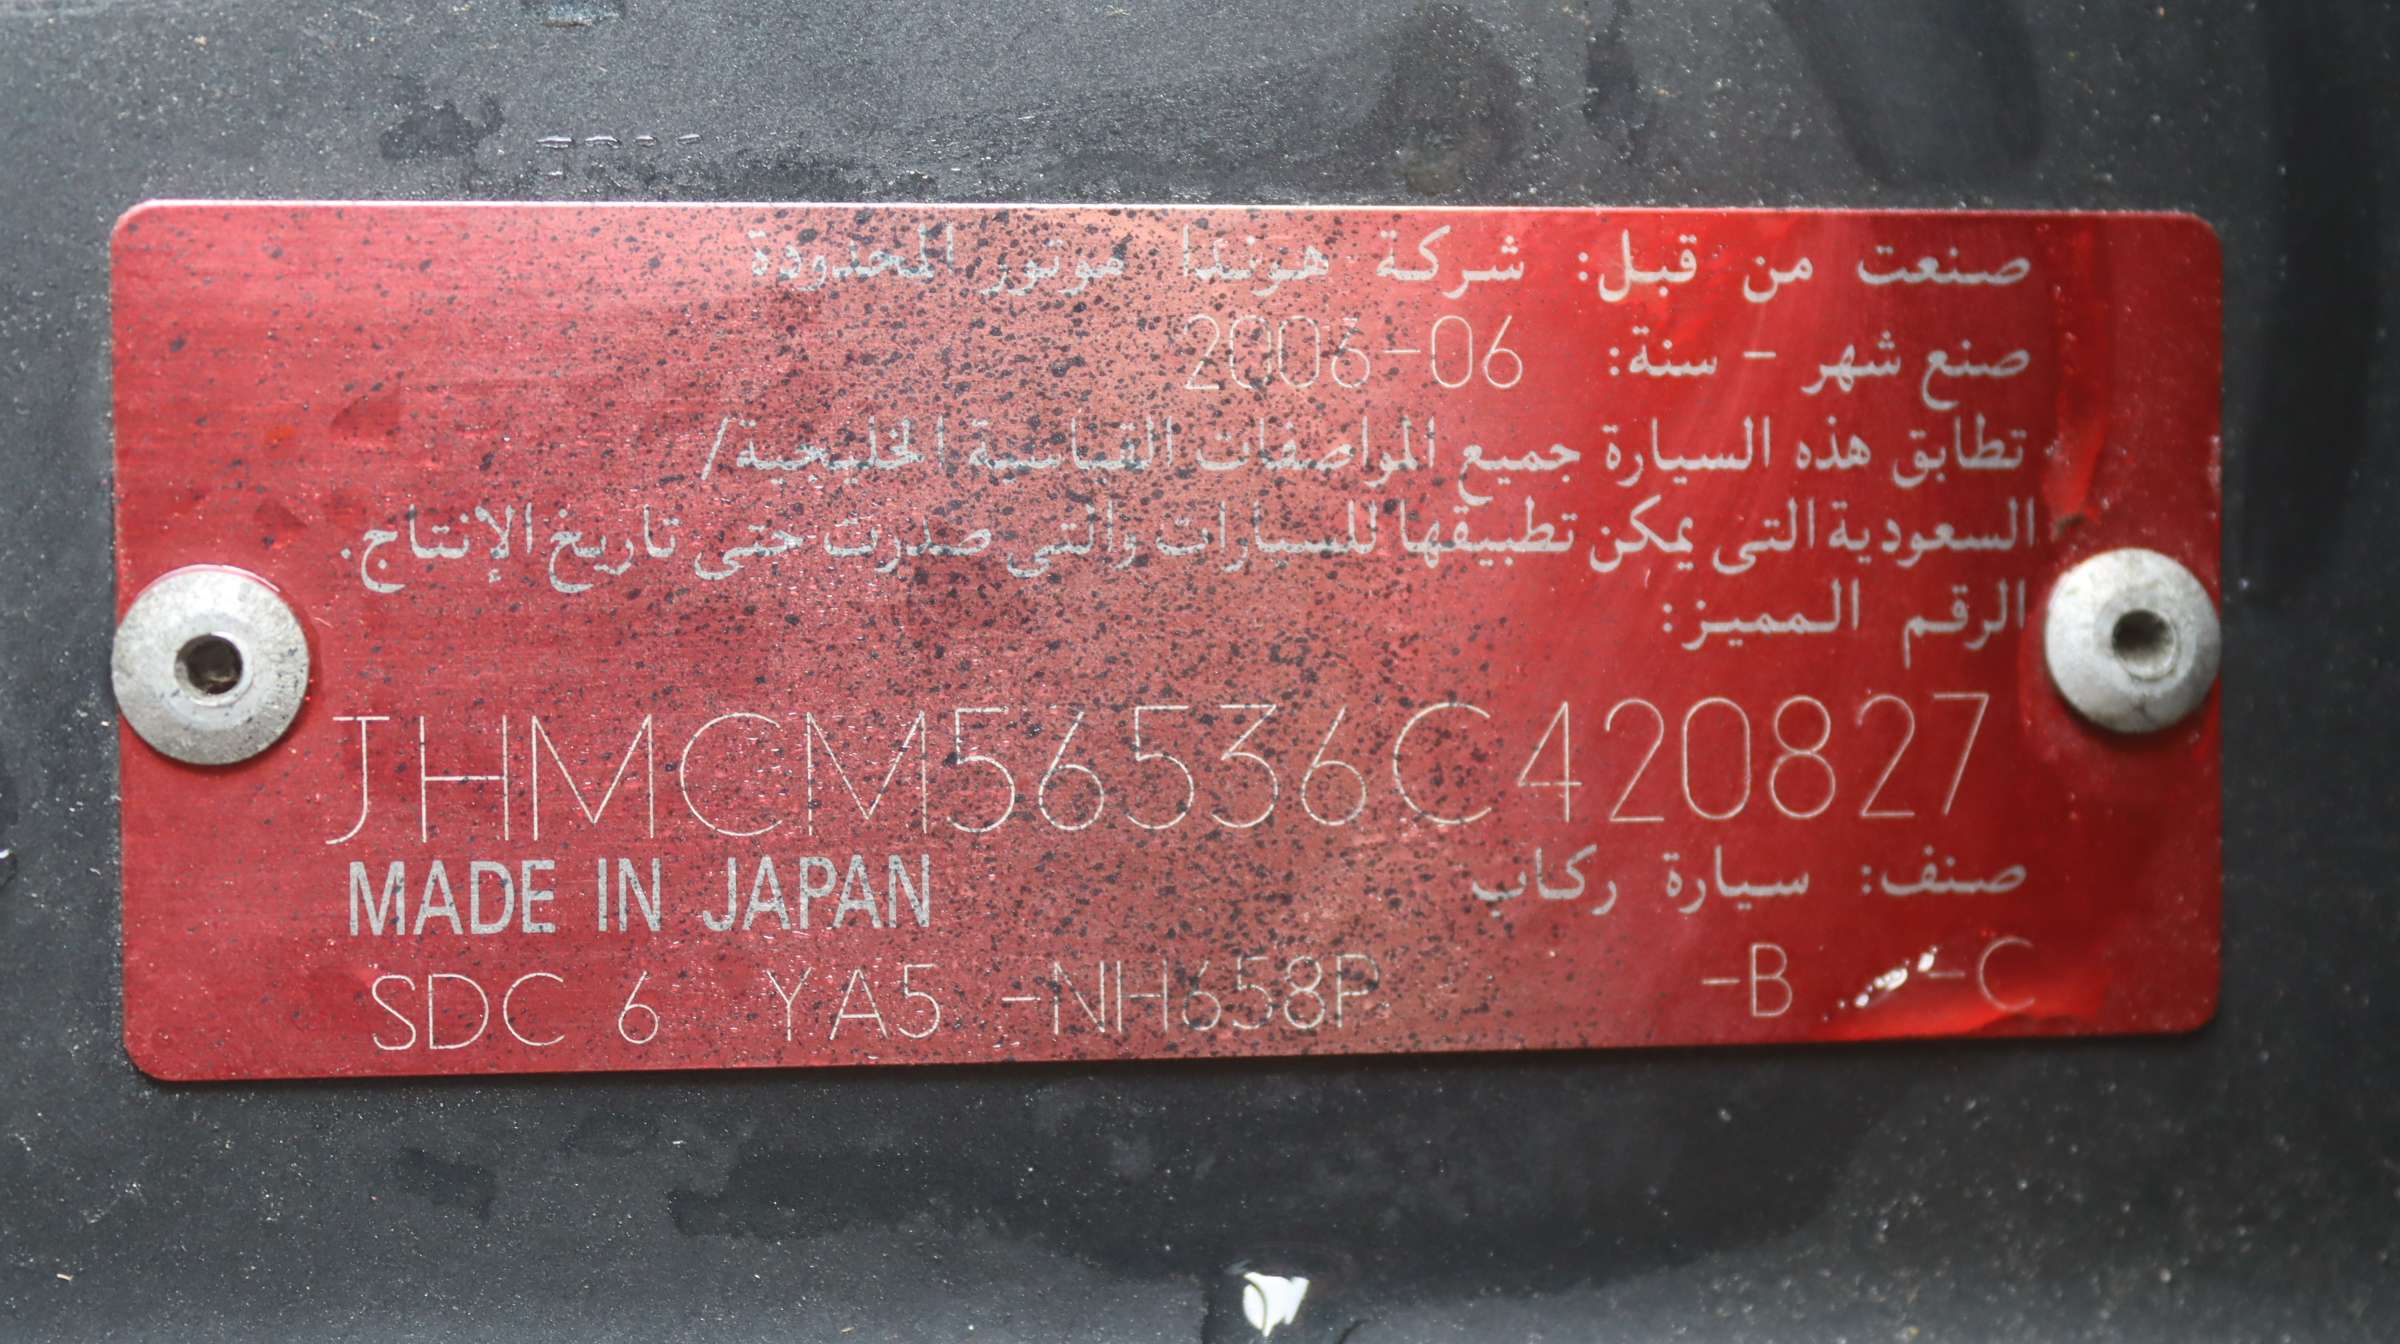 صنعت من قبل: شركة هوندا موتور المحدودة
صنع شهر - سنة: 2006-06
تطابق هذه السيارة جميع المواصفات القياسية الخليجية/
السعودية التى يمكن تطبيقها للسيارات والتى صدرت حتى تاريخ الإنتاج.
الرقم المميز:
JHMCM56536C420827
صنف: سيارة ركاب
MADE IN JAPAN
SDC 6 YA5 -NH658P -B -C